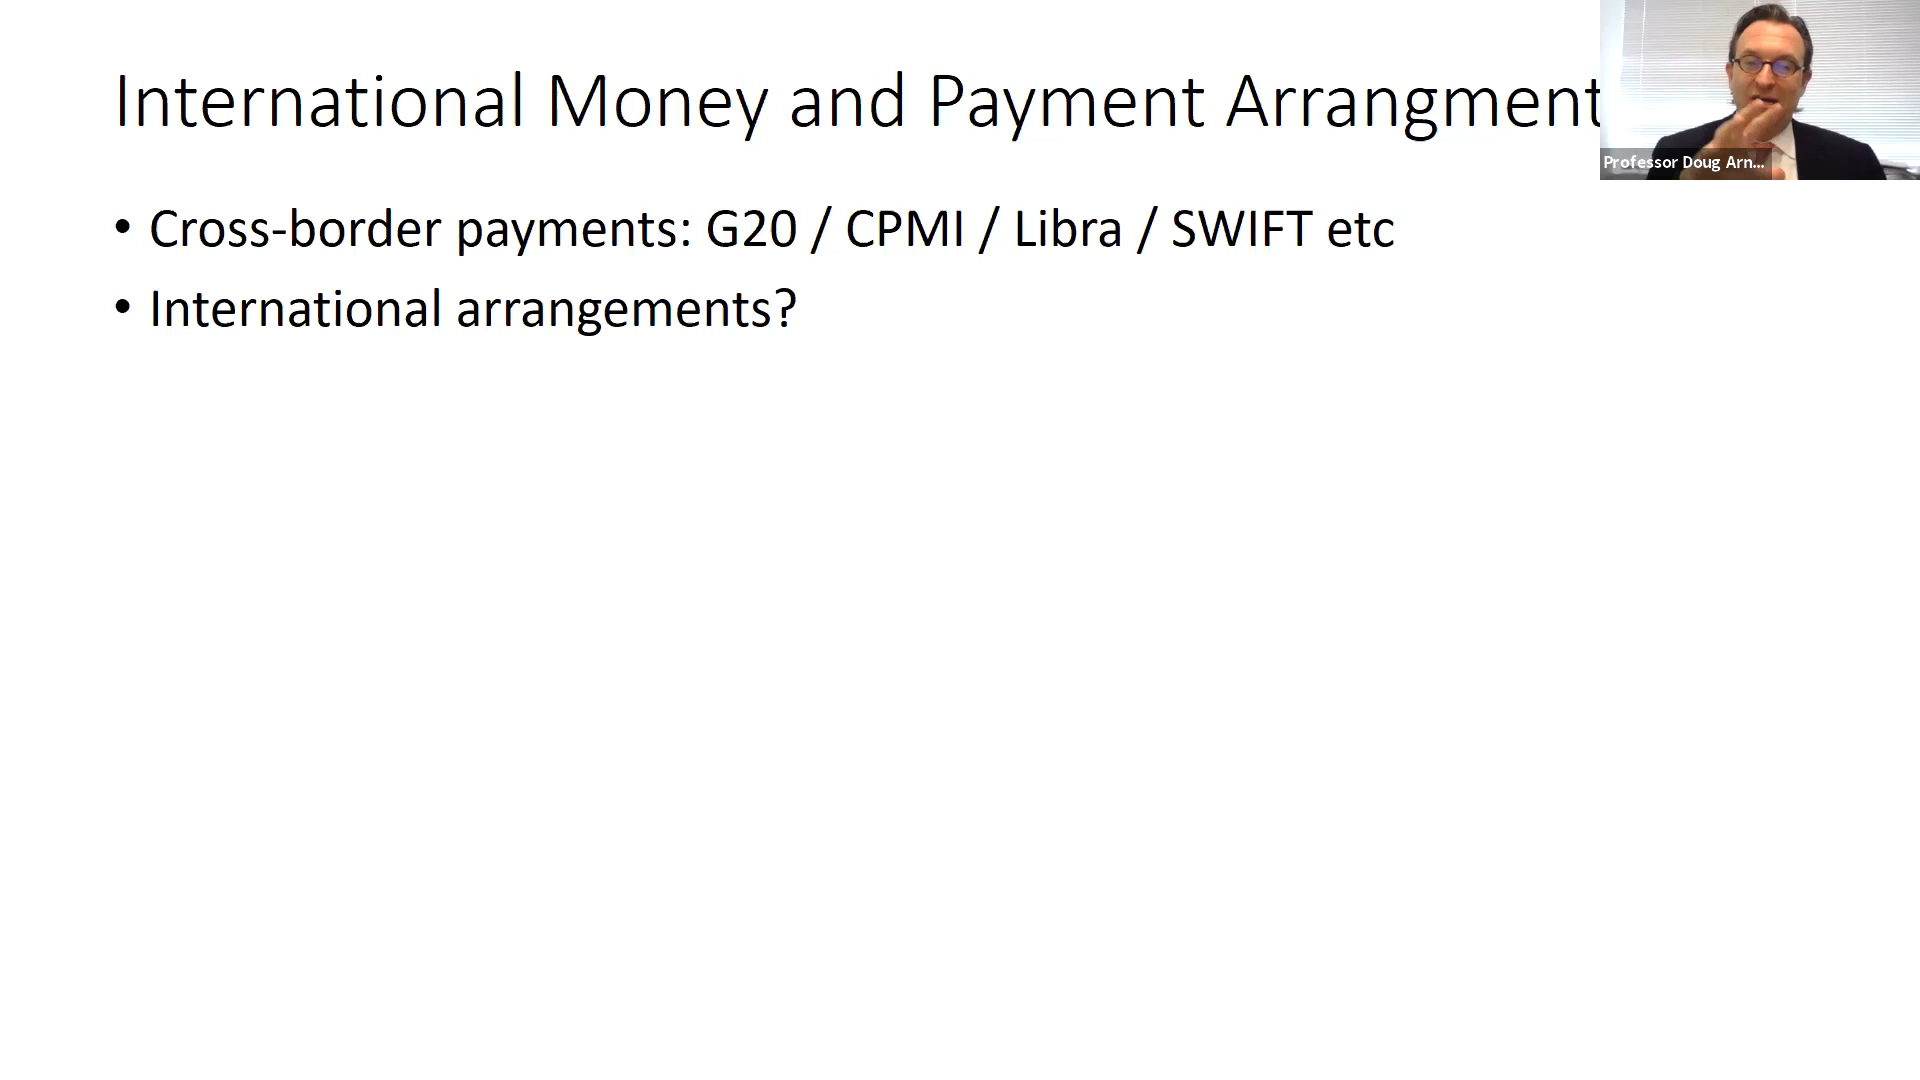 International Money and Payment Arrangment
Professor Doug Arn...
• Cross-border payments: G20 / CPMI / Libra / SWIFT etc
• International arrangements?